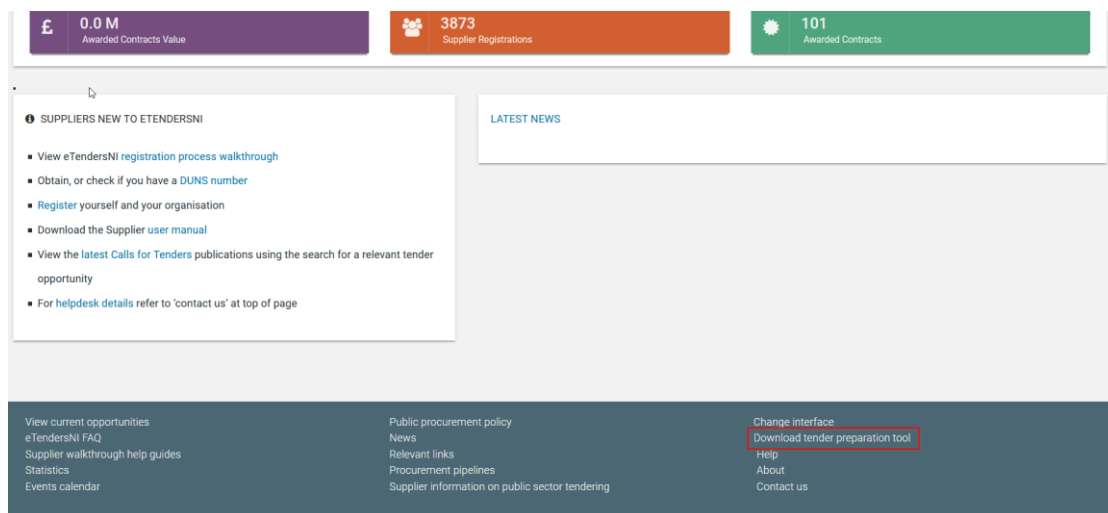 0.0 M
Awarded Contracts Value
3873
Supplier Registrations
101
Awarded Contracts
SUPPLIERS NEW TO ETENDERSNI
View eTendersNI registration process walkthrough
Obtain, or check if you have a DUNS number
Register yourself and your organisation
Download the Supplier user manual
View the latest Calls for Tenders publications using the search for a relevant tender
opportunity
For helpdesk details refer to 'contact us' at top of page
LATEST NEWS
View current opportunities
eTendersNI FAQ
Supplier walkthrough help guides
Statistics
Events calendar
Public procurement policy
News
Relevant links
Procurement pipelines
Supplier information on public sector tendering
Change interface
Download tender preparation tool
Help
About
Contact us